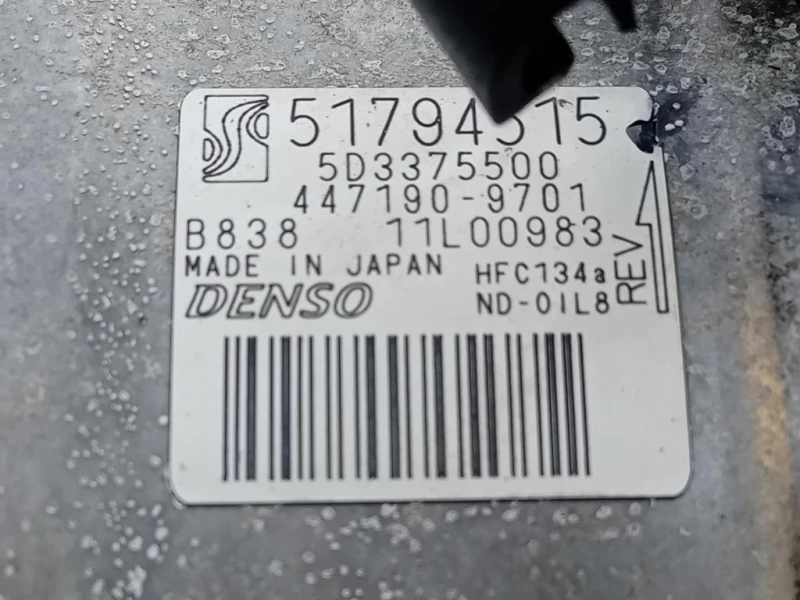 51794515
5D3375500
447190-9701
B838 11L00983
MADE IN JAPAN HFC134a
DENSO ND-OIL8
REV